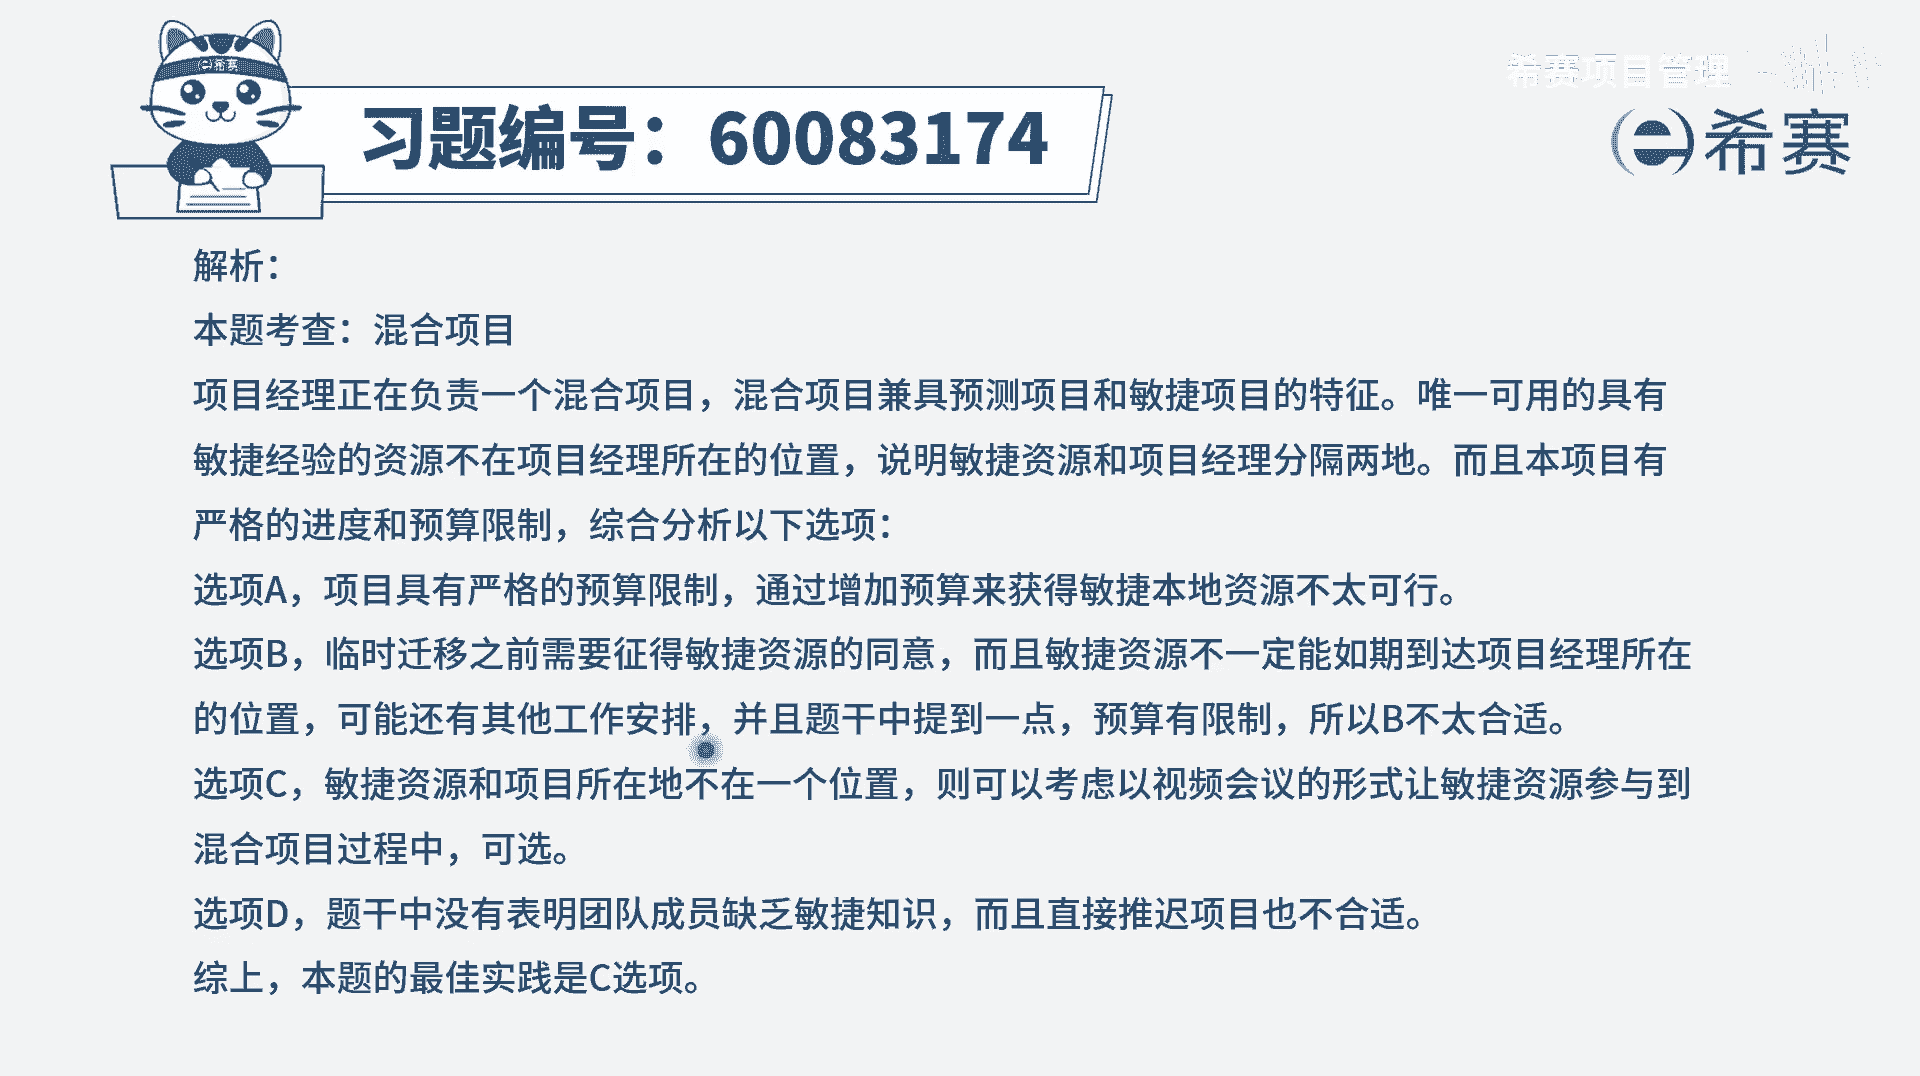 希赛项目管理
希赛
希赛
习题编号：60083174
解析：
本题考查：混合项目
项目经理正在负责一个混合项目，混合项目兼具预测项目和敏捷项目的特征。唯一可用的具有
敏捷经验的资源不在项目经理所在的位置，说明敏捷资源和项目经理分隔两地。而且本项目有
严格的进度和预算限制，综合分析以下选项：
选项A，项目具有严格的预算限制，通过增加预算来获得敏捷本地资源不太可行。
选项B，临时迁移之前需要征得敏捷资源的同意，而且敏捷资源不一定能如期到达项目经理所在
的位置，可能还有其他工作安排，并且题干中提到一点，预算有限制，所以B不太合适。
选项C，敏捷资源和项目所在地不在一个位置，则可以考虑以视频会议的形式让敏捷资源参与到
混合项目过程中，可选。
选项D，题干中没有表明团队成员缺乏敏捷知识，而且直接推迟项目也不合适。
综上，本题的最佳实践是C选项。